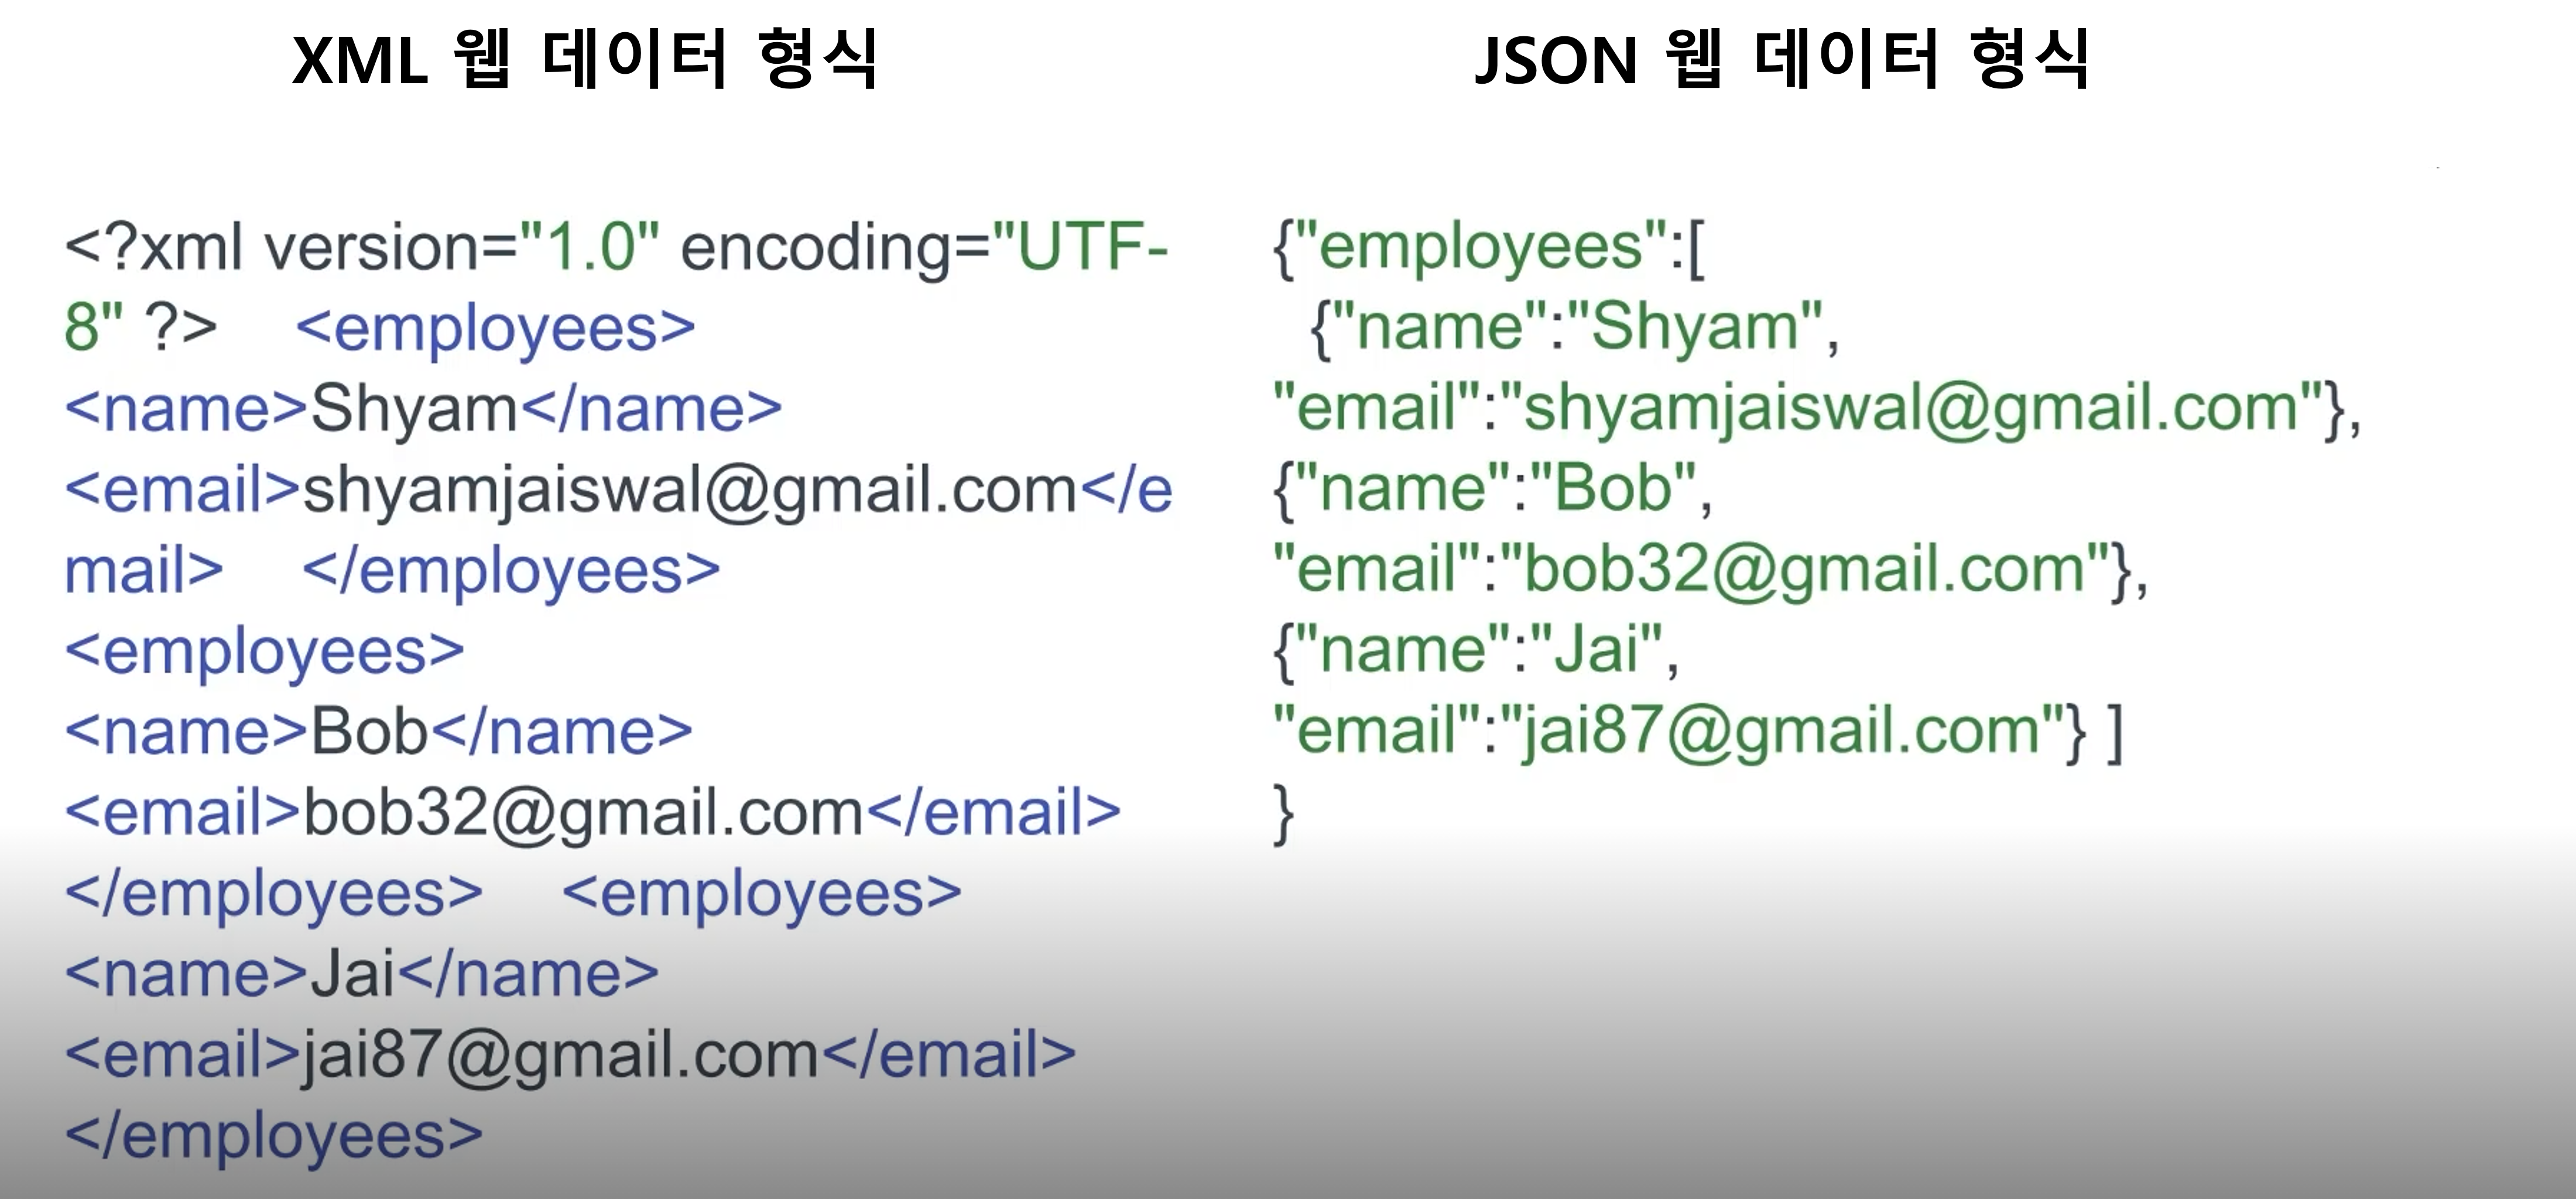 XML 웹 데이터 형식
<?xml version="1.0" encoding="UTF-
8" ?>    <employees>
<name>Shyam</name>
<email>shyamjaiswal@gmail.com</e
mail>    </employees>
<employees>
<name>Bob</name>
<email>bob32@gmail.com</email>
</employees>    <employees>
<name>Jai</name>
<email>jai87@gmail.com</email>
</employees>
JSON 웹 데이터 형식
{"employees":[
  {"name":"Shyam",
"email":"shyamjaiswal@gmail.com"},
{"name":"Bob",
"email":"bob32@gmail.com"},
{"name":"Jai",
"email":"jai87@gmail.com"} ]
}